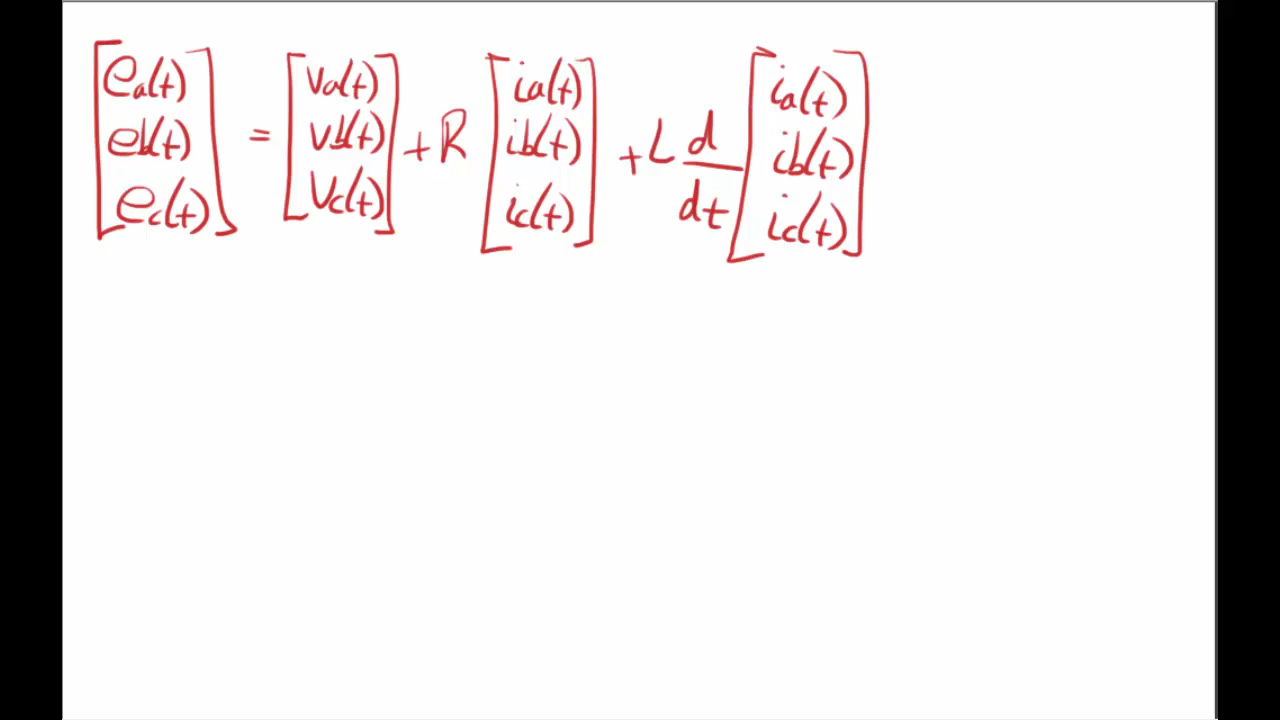 [ea(t) eb(t) ec(t)] = [va(t) vb(t) vc(t)] + R [ia(t) ib(t) ic(t)] + L d/dt [ia(t) ib(t) ic(t)]